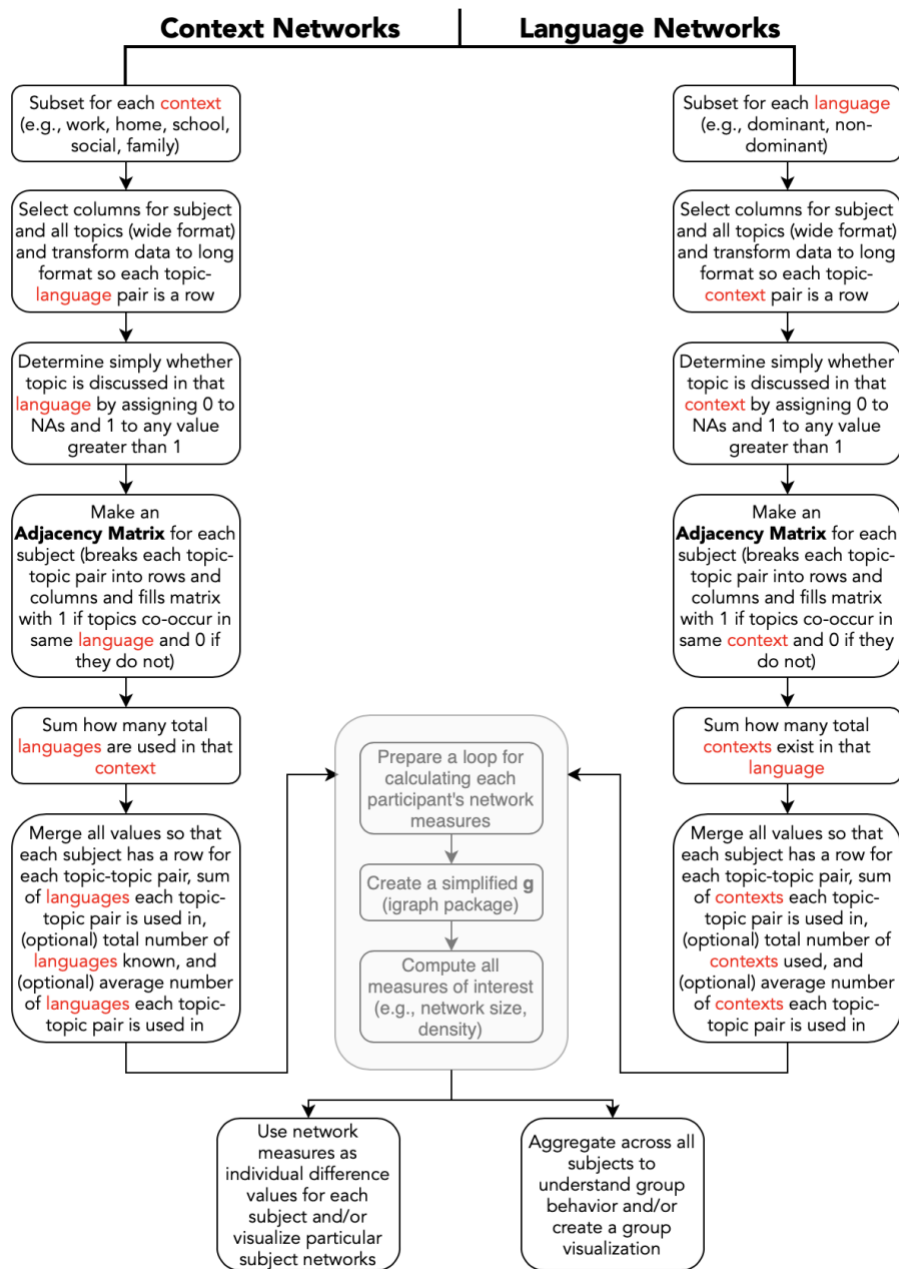 Context Networks
Language Networks
Subset for each context
(e.g., work, home, school,
social, family)
Select columns for subject
and all topics (wide format)
and transform data to long
format so each topic-
language pair is a row
Determine simply whether
topic is discussed in that
language by assigning 0 to
NAs and 1 to any value
greater than 1
Make an
Adjacency Matrix for each
subject (breaks each topic-
topic pair into rows and
columns and fills matrix
with 1 if topics co-occur in
same language and 0 if
they do not)
Sum how many total
languages are used in that
context
Merge all values so that
each subject has a row for
each topic-topic pair, sum
of languages each topic-
topic pair is used in,
(optional) total number of
languages known, and
(optional) average number
of languages each topic-
topic pair is used in
Subset for each language
(e.g., dominant, non-
dominant)
Select columns for subject
and all topics (wide format)
and transform data to long
format so each topic-
context pair is a row
Determine simply whether
topic is discussed in that
context by assigning 0 to
NAs and 1 to any value
greater than 1
Make an
Adjacency Matrix for each
subject (breaks each topic-
topic pair into rows and
columns and fills matrix
with 1 if topics co-occur in
same context and 0 if they
do not)
Sum how many total
contexts exist in that
language
Merge all values so that
each subject has a row for
each topic-topic pair, sum
of contexts each topic-
topic pair is used in,
(optional) total number of
contexts used, and
(optional) average number
of contexts each topic-
topic pair is used in
Prepare a loop for
calculating each
participant's network
measures
Create a simplified g
(igraph package)
Compute all
measures of interest
(e.g., network size,
density)
Use network
measures as
individual difference
values for each
subject and/or
visualize particular
subject networks
Aggregate across all
subjects to
understand group
behavior and/or
create a group
visualization